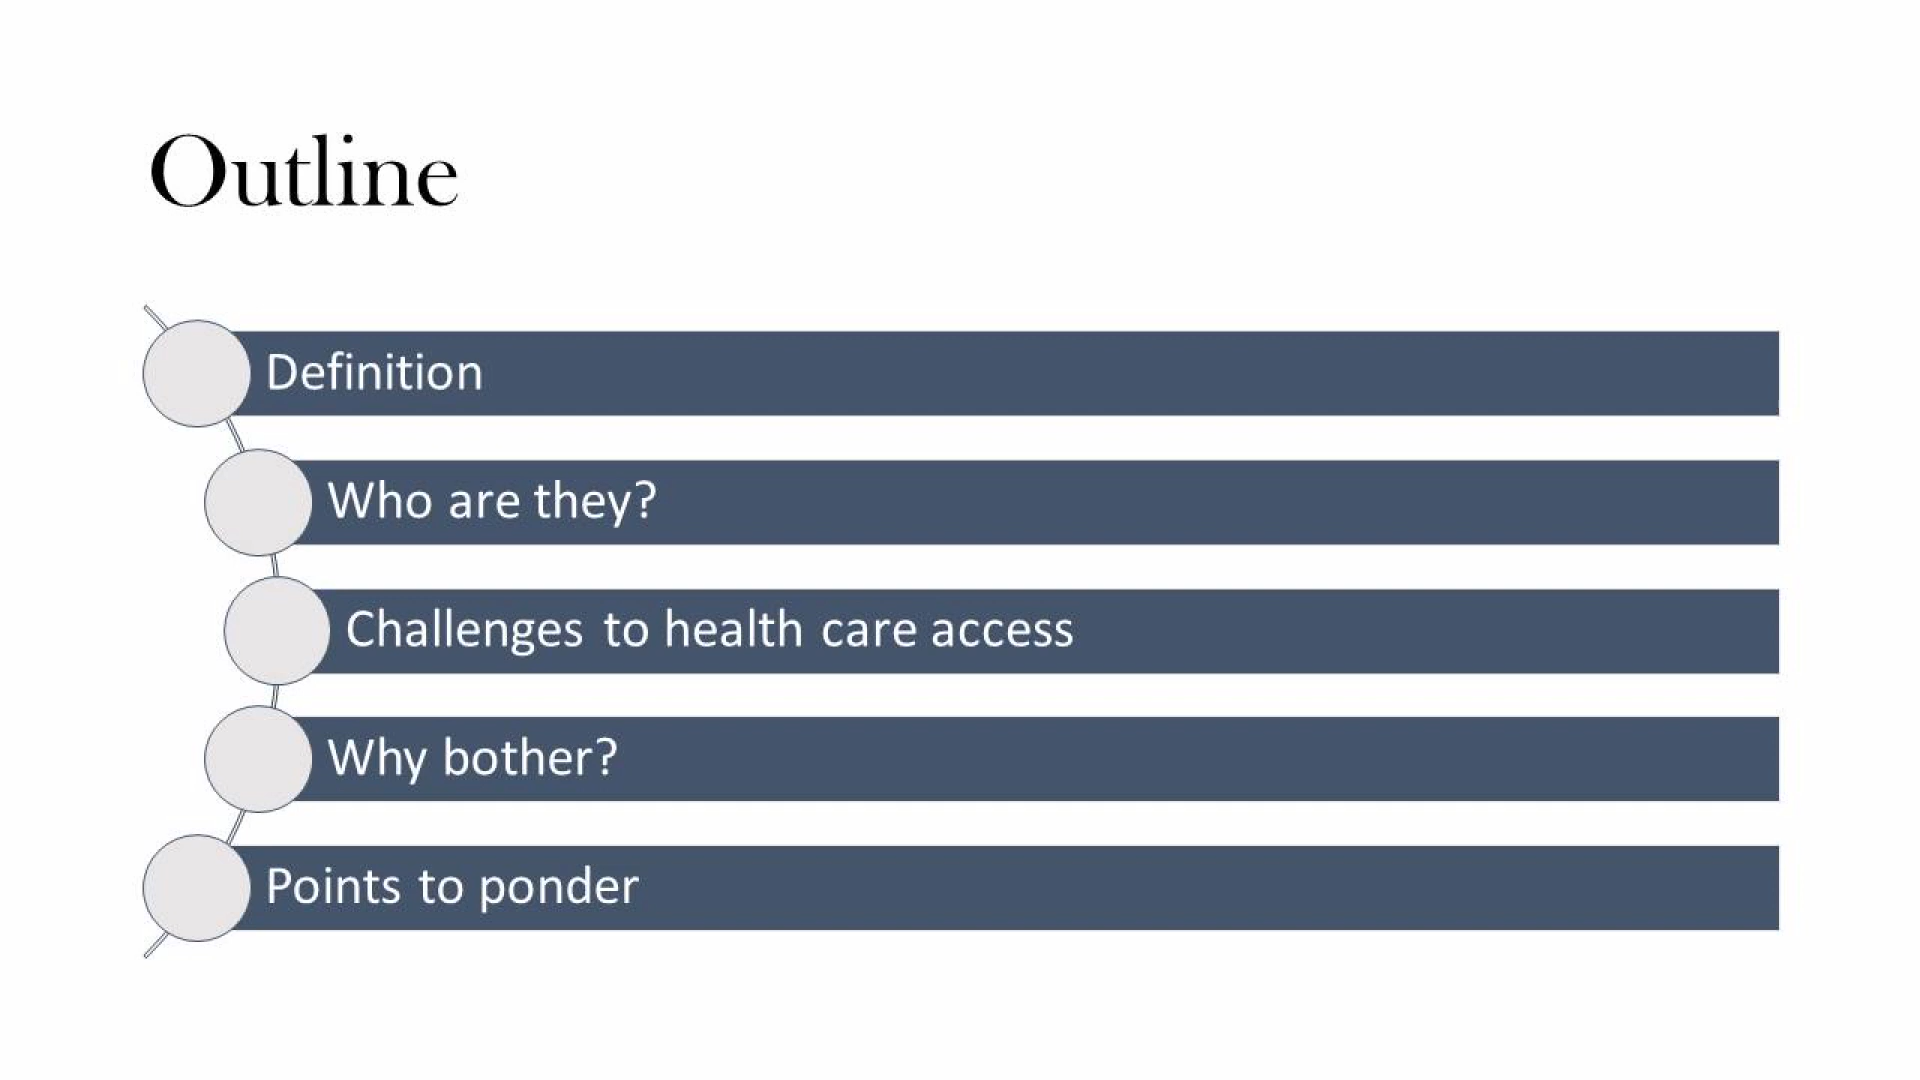 Outline
Definition
Who are they?
Challenges to health care access
Why bother?
Points to ponder